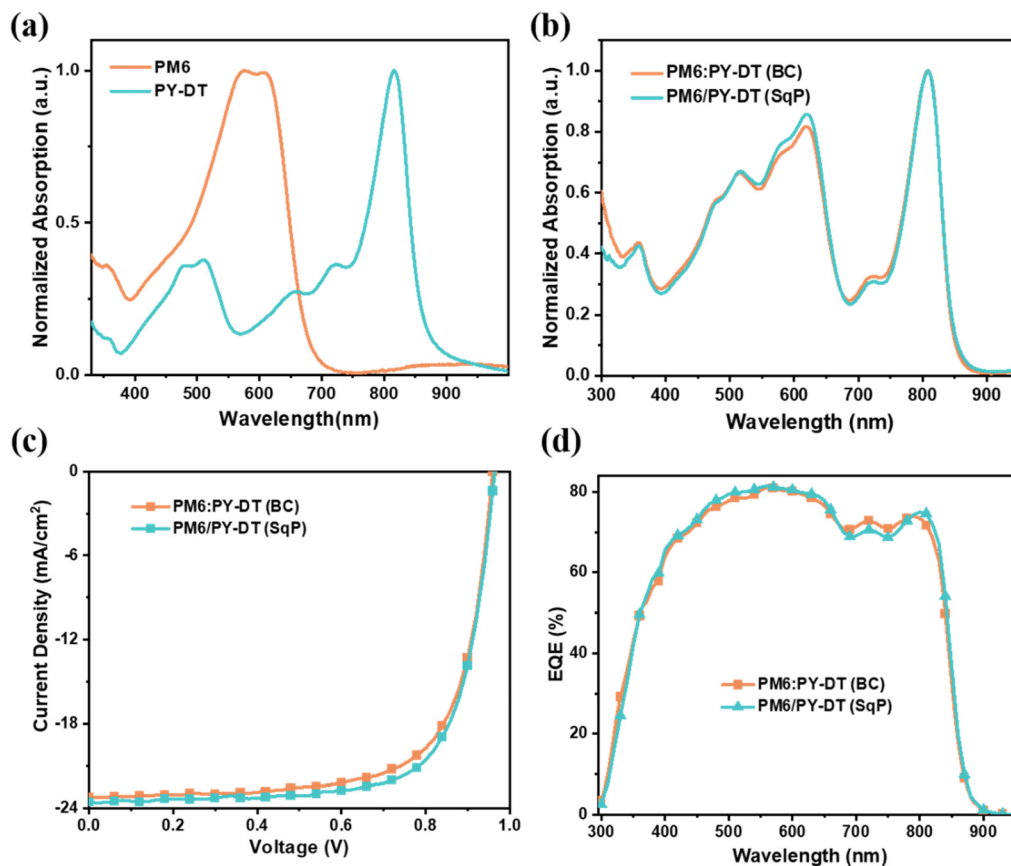 (a)
PM6
PY-DT
1.0
0.5
0.0
Normalized Absorption (a.u.)
400 500 600 700 800 900
Wavelength(nm)
(b)
PM6:PY-DT (BC)
PM6/PY-DT (SqP)
1.0
0.8
0.6
0.4
0.2
0.0
Normalized Absorption (a.u.)
300 400 500 600 700 800 900
Wavelength (nm)
(c)
PM6:PY-DT (BC)
PM6/PY-DT (SqP)
0
-6
-12
-18
-24
Current Density (mA/cm²)
0.0 0.2 0.4 0.6 0.8 1.0
Voltage (V)
(d)
PM6:PY-DT (BC)
PM6/PY-DT (SqP)
80
60
40
20
0
EQE (%)
300 400 500 600 700 800 900
Wavelength (nm)